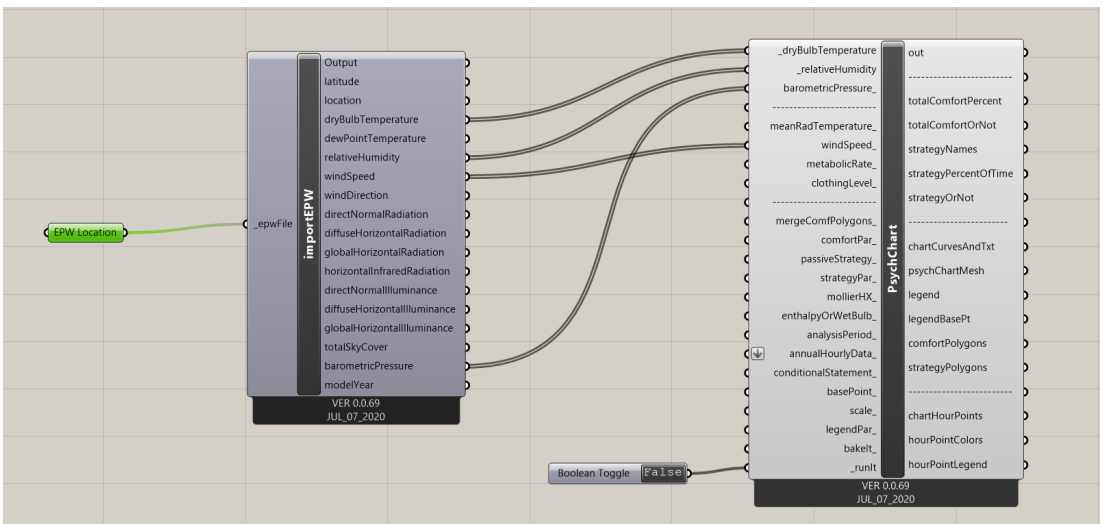 EPW Location
_epwFile
importEPW
Output
latitude
location
dryBulbTemperature
dewPointTemperature
relativeHumidity
windSpeed
windDirection
directNormalRadiation
diffuseHorizontalRadiation
globalHorizontalRadiation
horizontalInfraredRadiation
directNormalIlluminance
diffuseHorizontalIlluminance
globalHorizontalIlluminance
totalSkyCover
barometricPressure
modelYear
VER 0.0.69
JUL_07_2020
Boolean Toggle False
_dryBulbTemperature
_relativeHumidity
barometricPressure_
------------------------
meanRadTemperature_
windSpeed_
metabolicRate_
clothingLevel_
------------------------
mergeComfPolygons_
comfortPar_
passiveStrategy_
strategyPar_
mollierHX_
enthalpyOrWetBulb_
analysisPeriod_
annualHourlyData_
conditionalStatement_
basePoint_
scale_
legendPar_
bakeIt_
_runIt
PsychChart
out
------------------------
totalComfortPercent
totalComfortOrNot
strategyNames
strategyPercentOfTime
strategyOrNot
------------------------
chartCurvesAndTxt
psychChartMesh
legend
legendBasePt
comfortPolygons
strategyPolygons
------------------------
chartHourPoints
hourPointColors
hourPointLegend
VER 0.0.69
JUL_07_2020